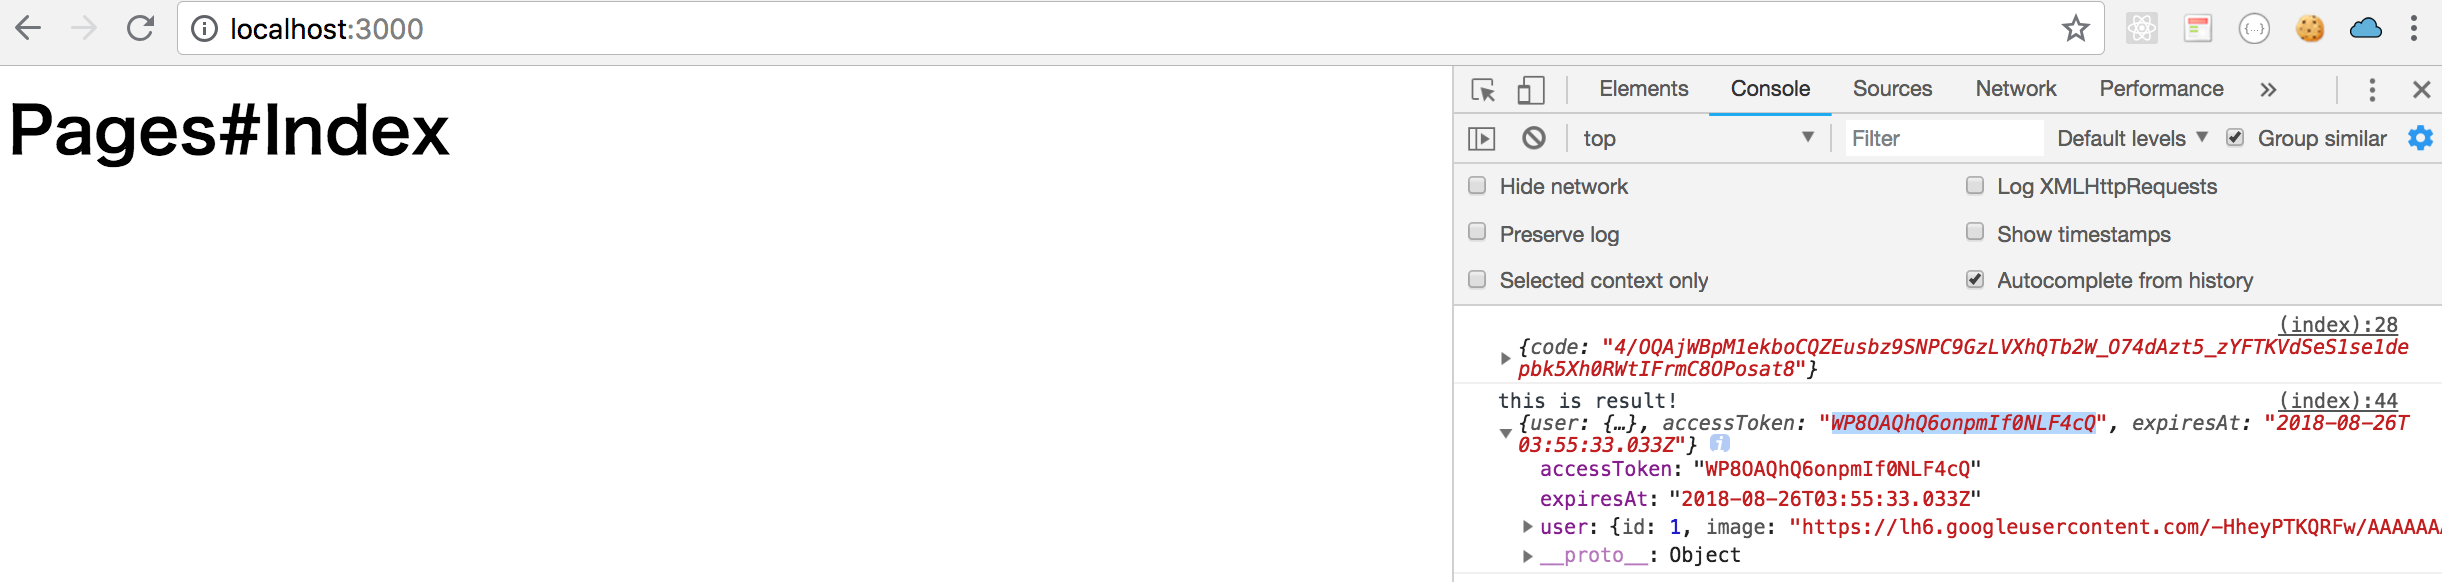 localhost:3000
Pages#Index
Elements Console Sources Network Performance »
top Filter Default levels Group similar
Hide network Log XMLHttpRequests
Preserve log Show timestamps
Selected context only Autocomplete from history
(index):28
{code: "4/OQAjWBpM1ekboCQZEusbz9SNPC9GzLVXhQTb2W_O74dAzt5_zYFTKVdSeS1se1de
pbk5Xh0RWtIFrmC8OPosat8"}
this is result! (index):44
{user: {…}, accessToken: "WP8OAQhQ6onpmIf0NLF4cQ", expiresAt: "2018-08-26T
03:55:33.033Z"} i
accessToken: "WP8OAQhQ6onpmIf0NLF4cQ"
expiresAt: "2018-08-26T03:55:33.033Z"
user: {id: 1, image: "https://lh6.googleusercontent.com/-HheyPTKQRFw/AAAAAAA
__proto__: Object